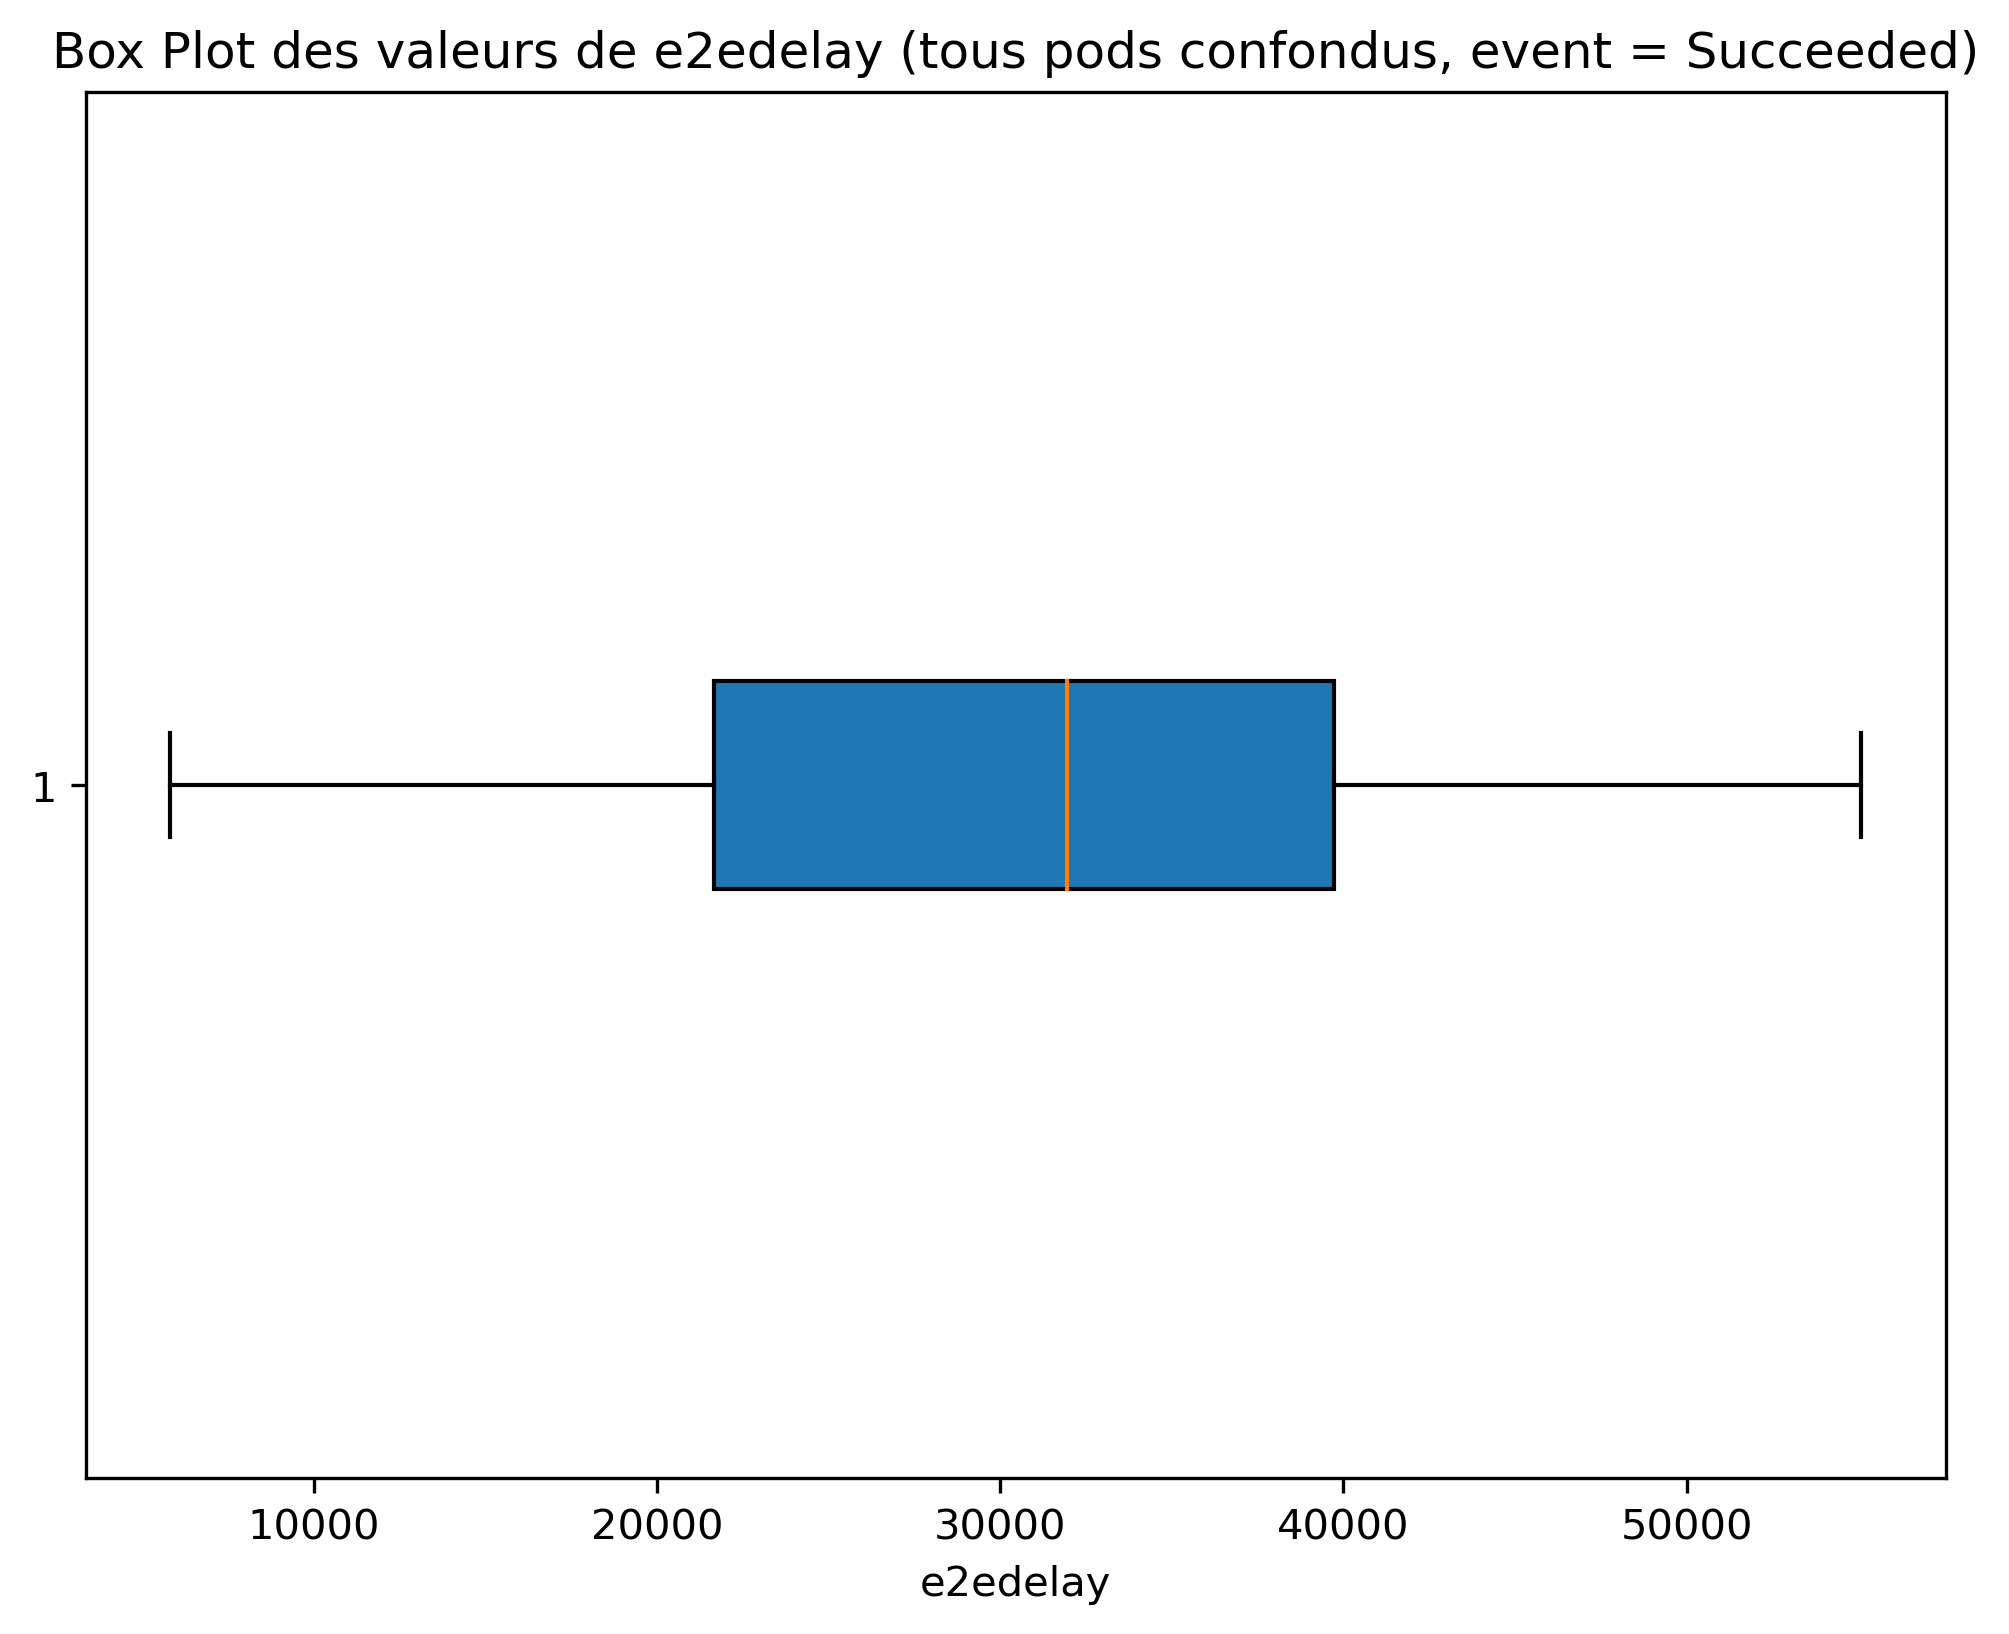 Box Plot des valeurs de e2edelay (tous pods confondus, event = Succeeded)
1
10000 20000 30000 40000 50000
e2edelay